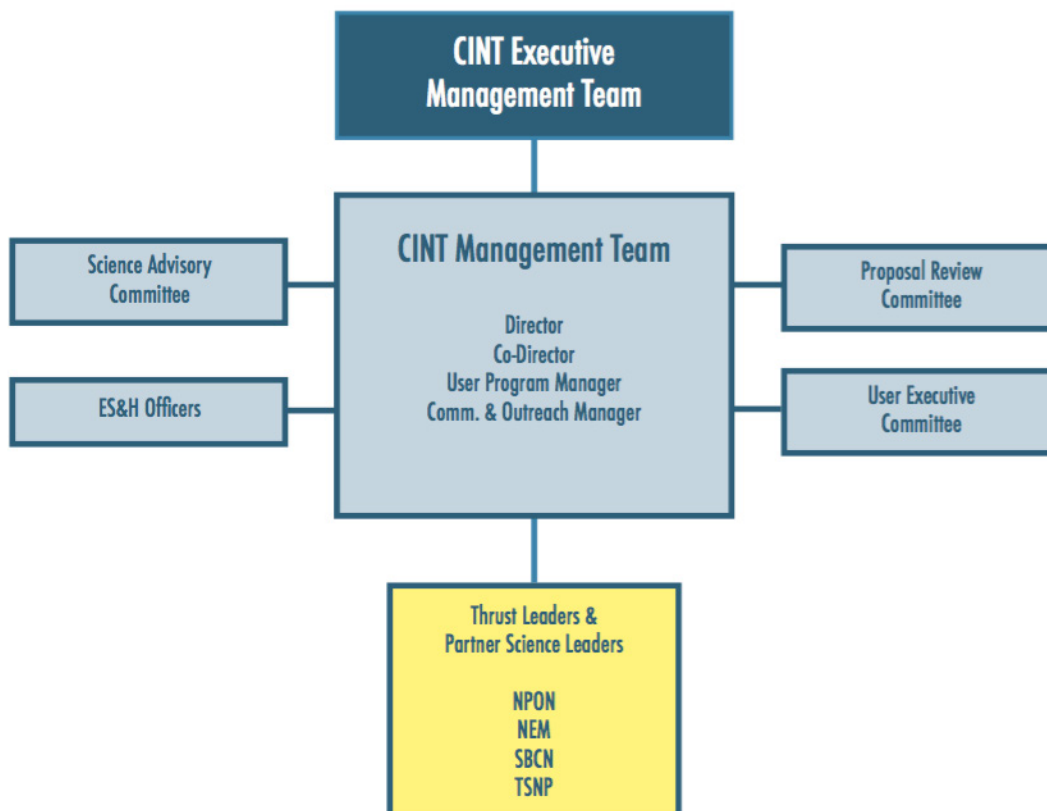 CINT Executive
Management Team
CINT Management Team
Director
Co-Director
User Program Manager
Comm. & Outreach Manager
Science Advisory
Committee
ES&H Officers
Proposal Review
Committee
User Executive
Committee
Thrust Leaders &
Partner Science Leaders
NPON
NEM
SBCN
TSNP